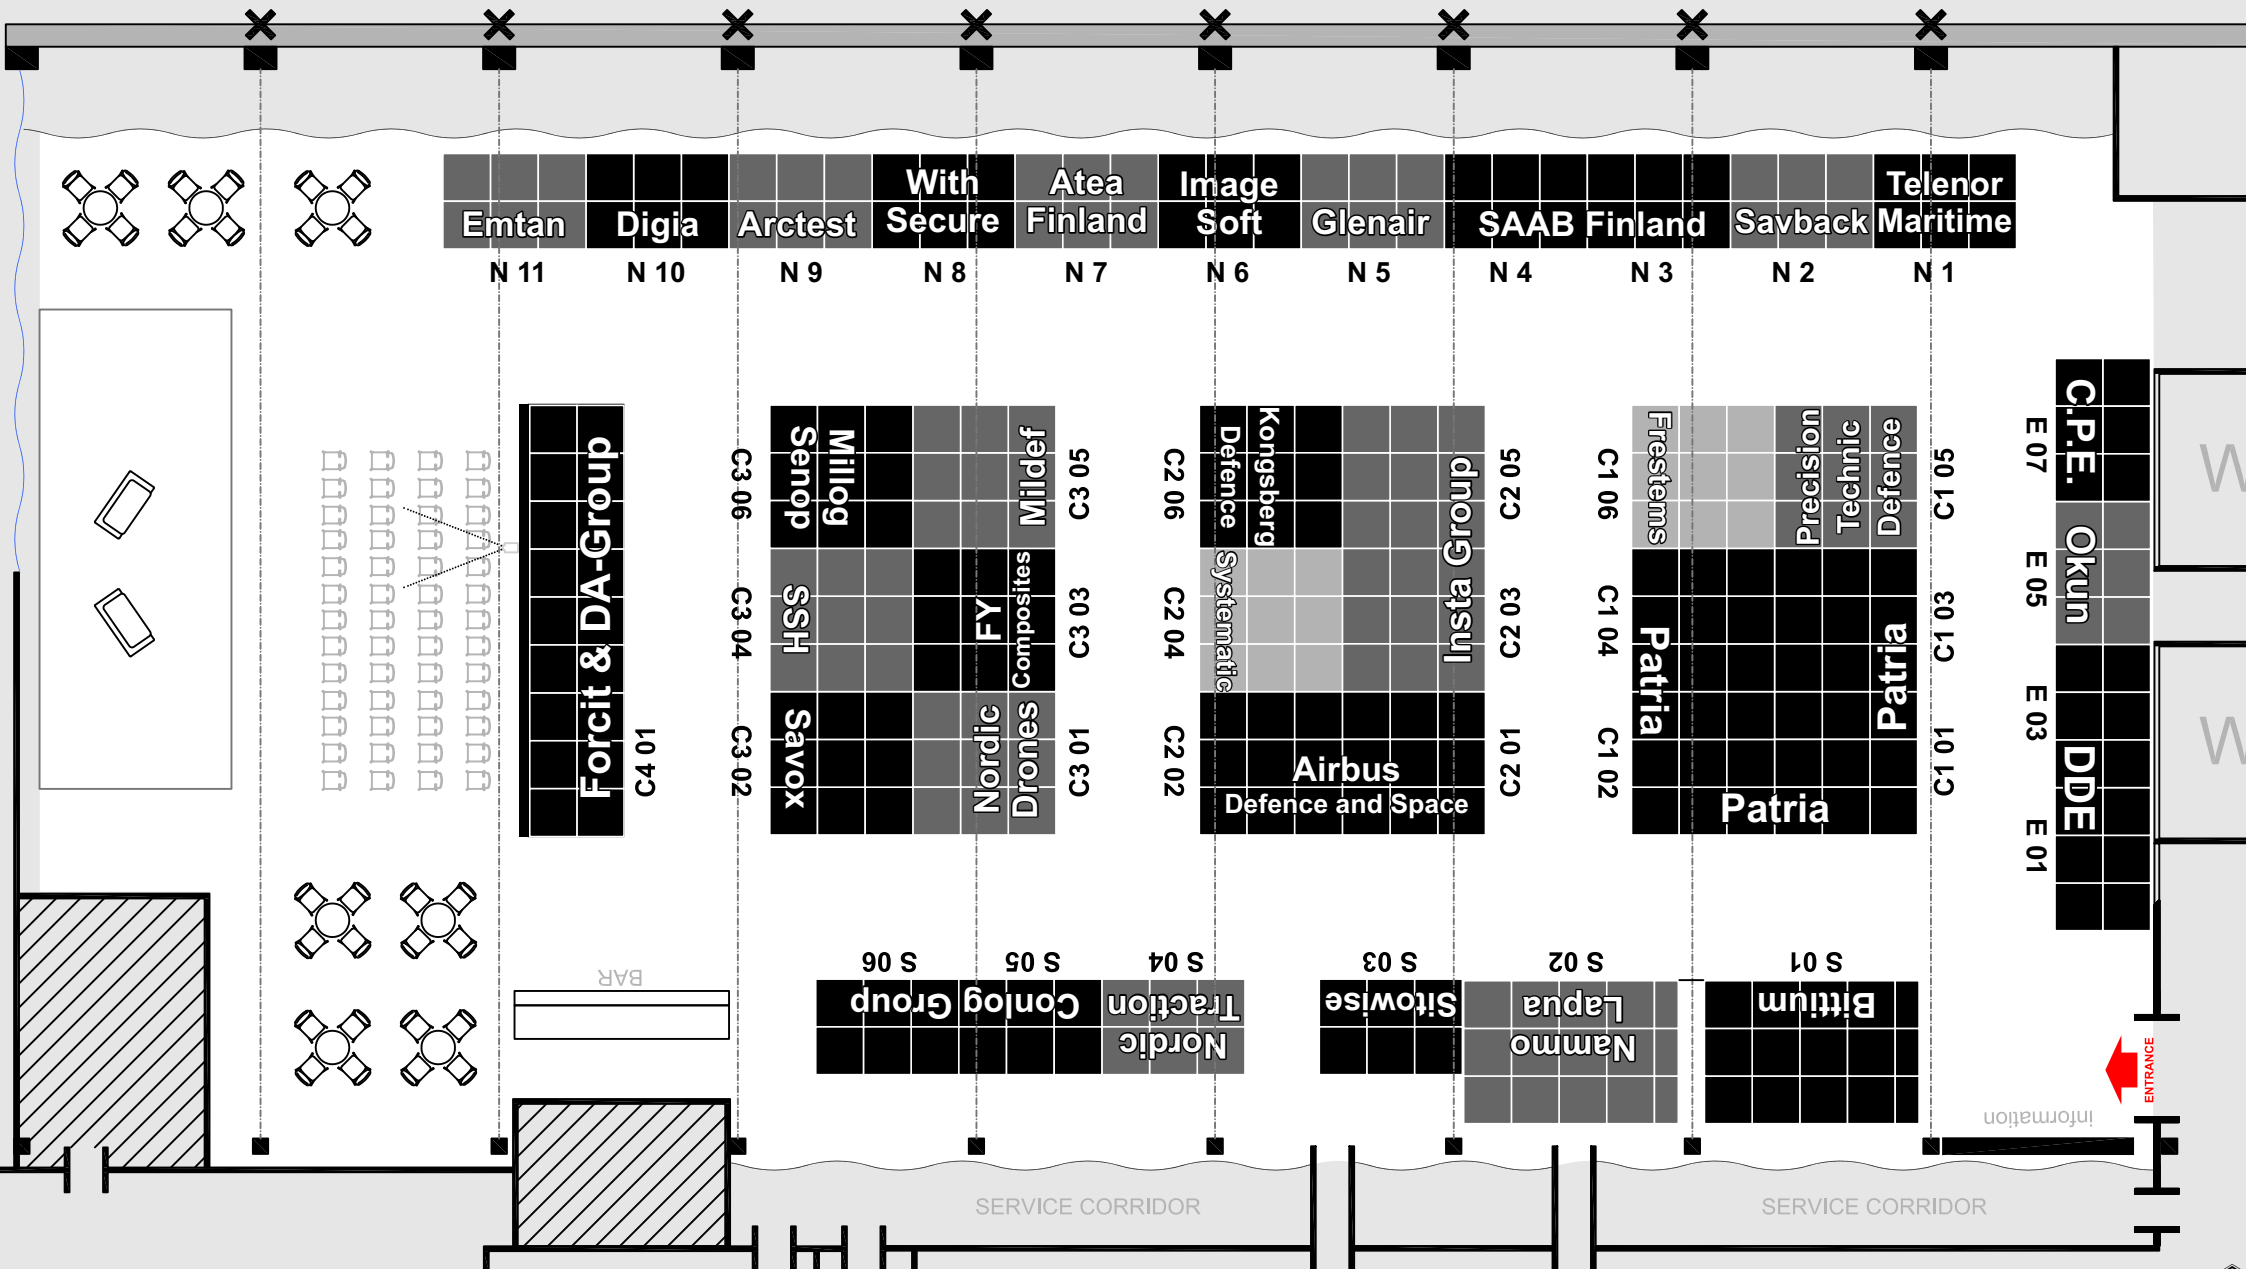 With
Secure
Atea
Finland
Image
Soft
Telenor
Maritime
Emtan
Digia
Arctest
Glenair
SAAB Finland
Savback
N 11
N 10
N 9
N 8
N 7
N 6
N 5
N 4
N 3
N 2
N 1
Forcit & DA-Group
C4 01
C3 06
C3 04
C3 02
Senop
Millog
SSH
Savox
Mildef
FY
Composites
Nordic
Drones
C3 05
C3 03
C3 01
C2 06
C2 04
C2 02
Defence
Kongsberg
Systematic
Insta Group
Airbus
Defence and Space
C2 05
C2 03
C2 01
C1 06
C1 04
C1 02
Frestems
Precision
Technic
Defence
Patria
Patria
Patria
C1 05
C1 03
C1 01
E 07
E 05
E 03
E 01
C.P.E.
Okun
DDE
W
W
BAR
S 06
S 05
S 04
S 03
S 02
S 01
Conlog Group
Nordic
Traction
Sitowise
Nammo
Lapua
Bittium
ENTRANCE
information
SERVICE CORRIDOR
SERVICE CORRIDOR